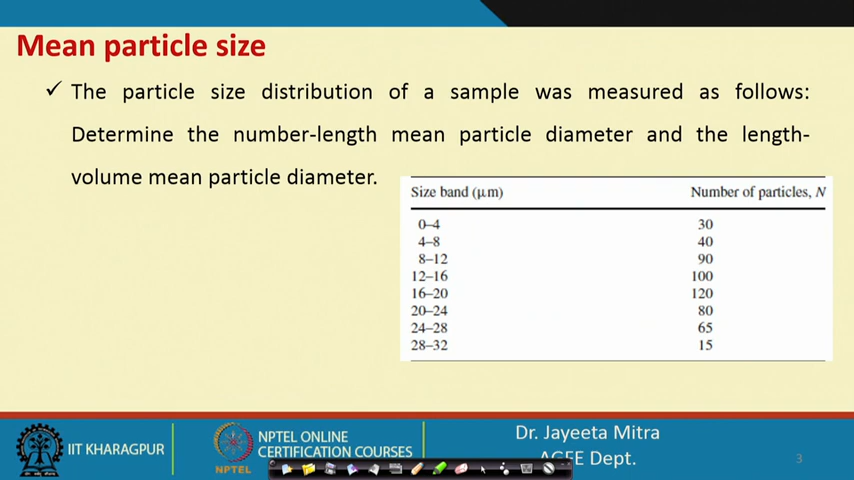 Mean particle size
✓ The particle size distribution of a sample was measured as follows:
Determine the number-length mean particle diameter and the length-
volume mean particle diameter.
Size band (μm) Number of particles, N
0–4 30
4–8 40
8–12 90
12–16 100
16–20 120
20–24 80
24–28 65
28–32 15
IIT KHARAGPUR
NPTEL
NPTEL ONLINE
CERTIFICATION COURSES
Dr. Jayeeta Mitra
AGFE Dept.
3